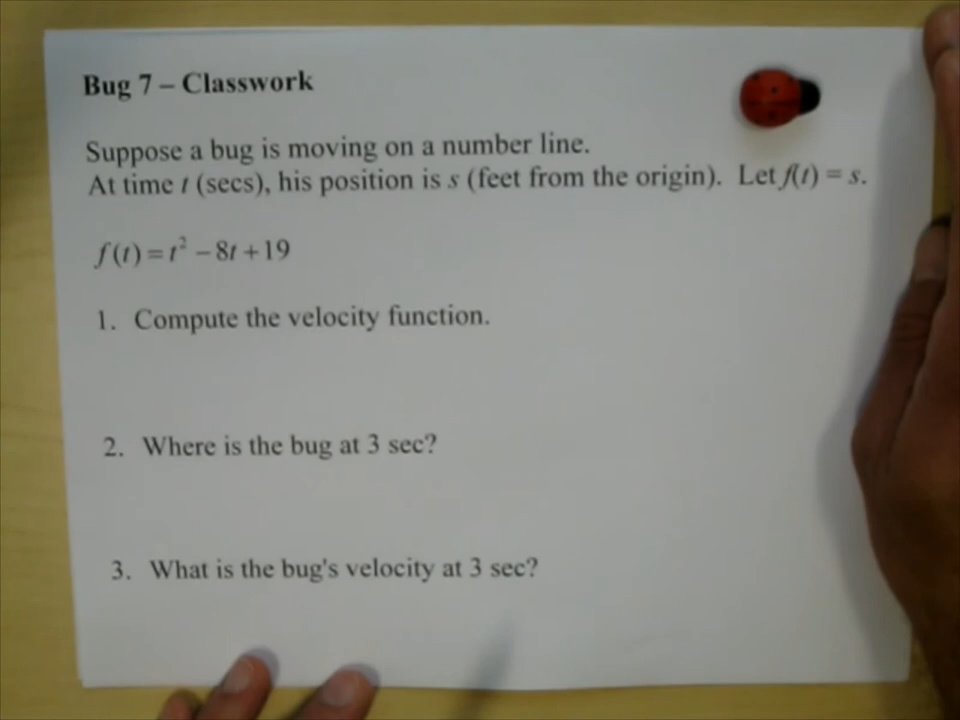 Bug 7 – Classwork
Suppose a bug is moving on a number line.
At time t (secs), his position is s (feet from the origin). Let f(t) = s.
f(t) = t² – 8t + 19
1. Compute the velocity function.
2. Where is the bug at 3 sec?
3. What is the bug's velocity at 3 sec?